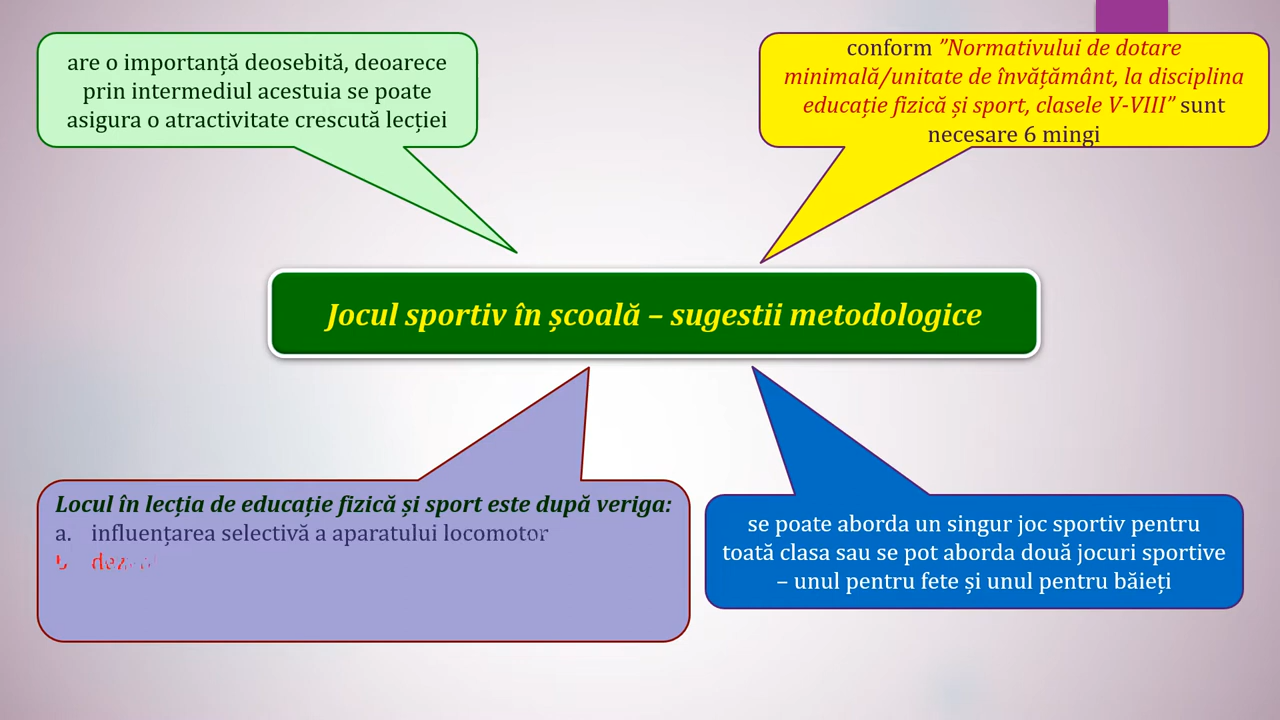 are o importanță deosebită, deoarece
prin intermediul acestuia se poate
asigura o atractivitate crescută lecției
conform ”Normativului de dotare
minimală/unitate de învățământ, la disciplina
educație fizică și sport, clasele V-VIII” sunt
necesare 6 mingi
Jocul sportiv în școală – sugestii metodologice
Locul în lecția de educație fizică și sport este după veriga:
a. influențarea selectivă a aparatului locomotor
se poate aborda un singur joc sportiv pentru
toată clasa sau se pot aborda două jocuri sportive
– unul pentru fete și unul pentru băieți